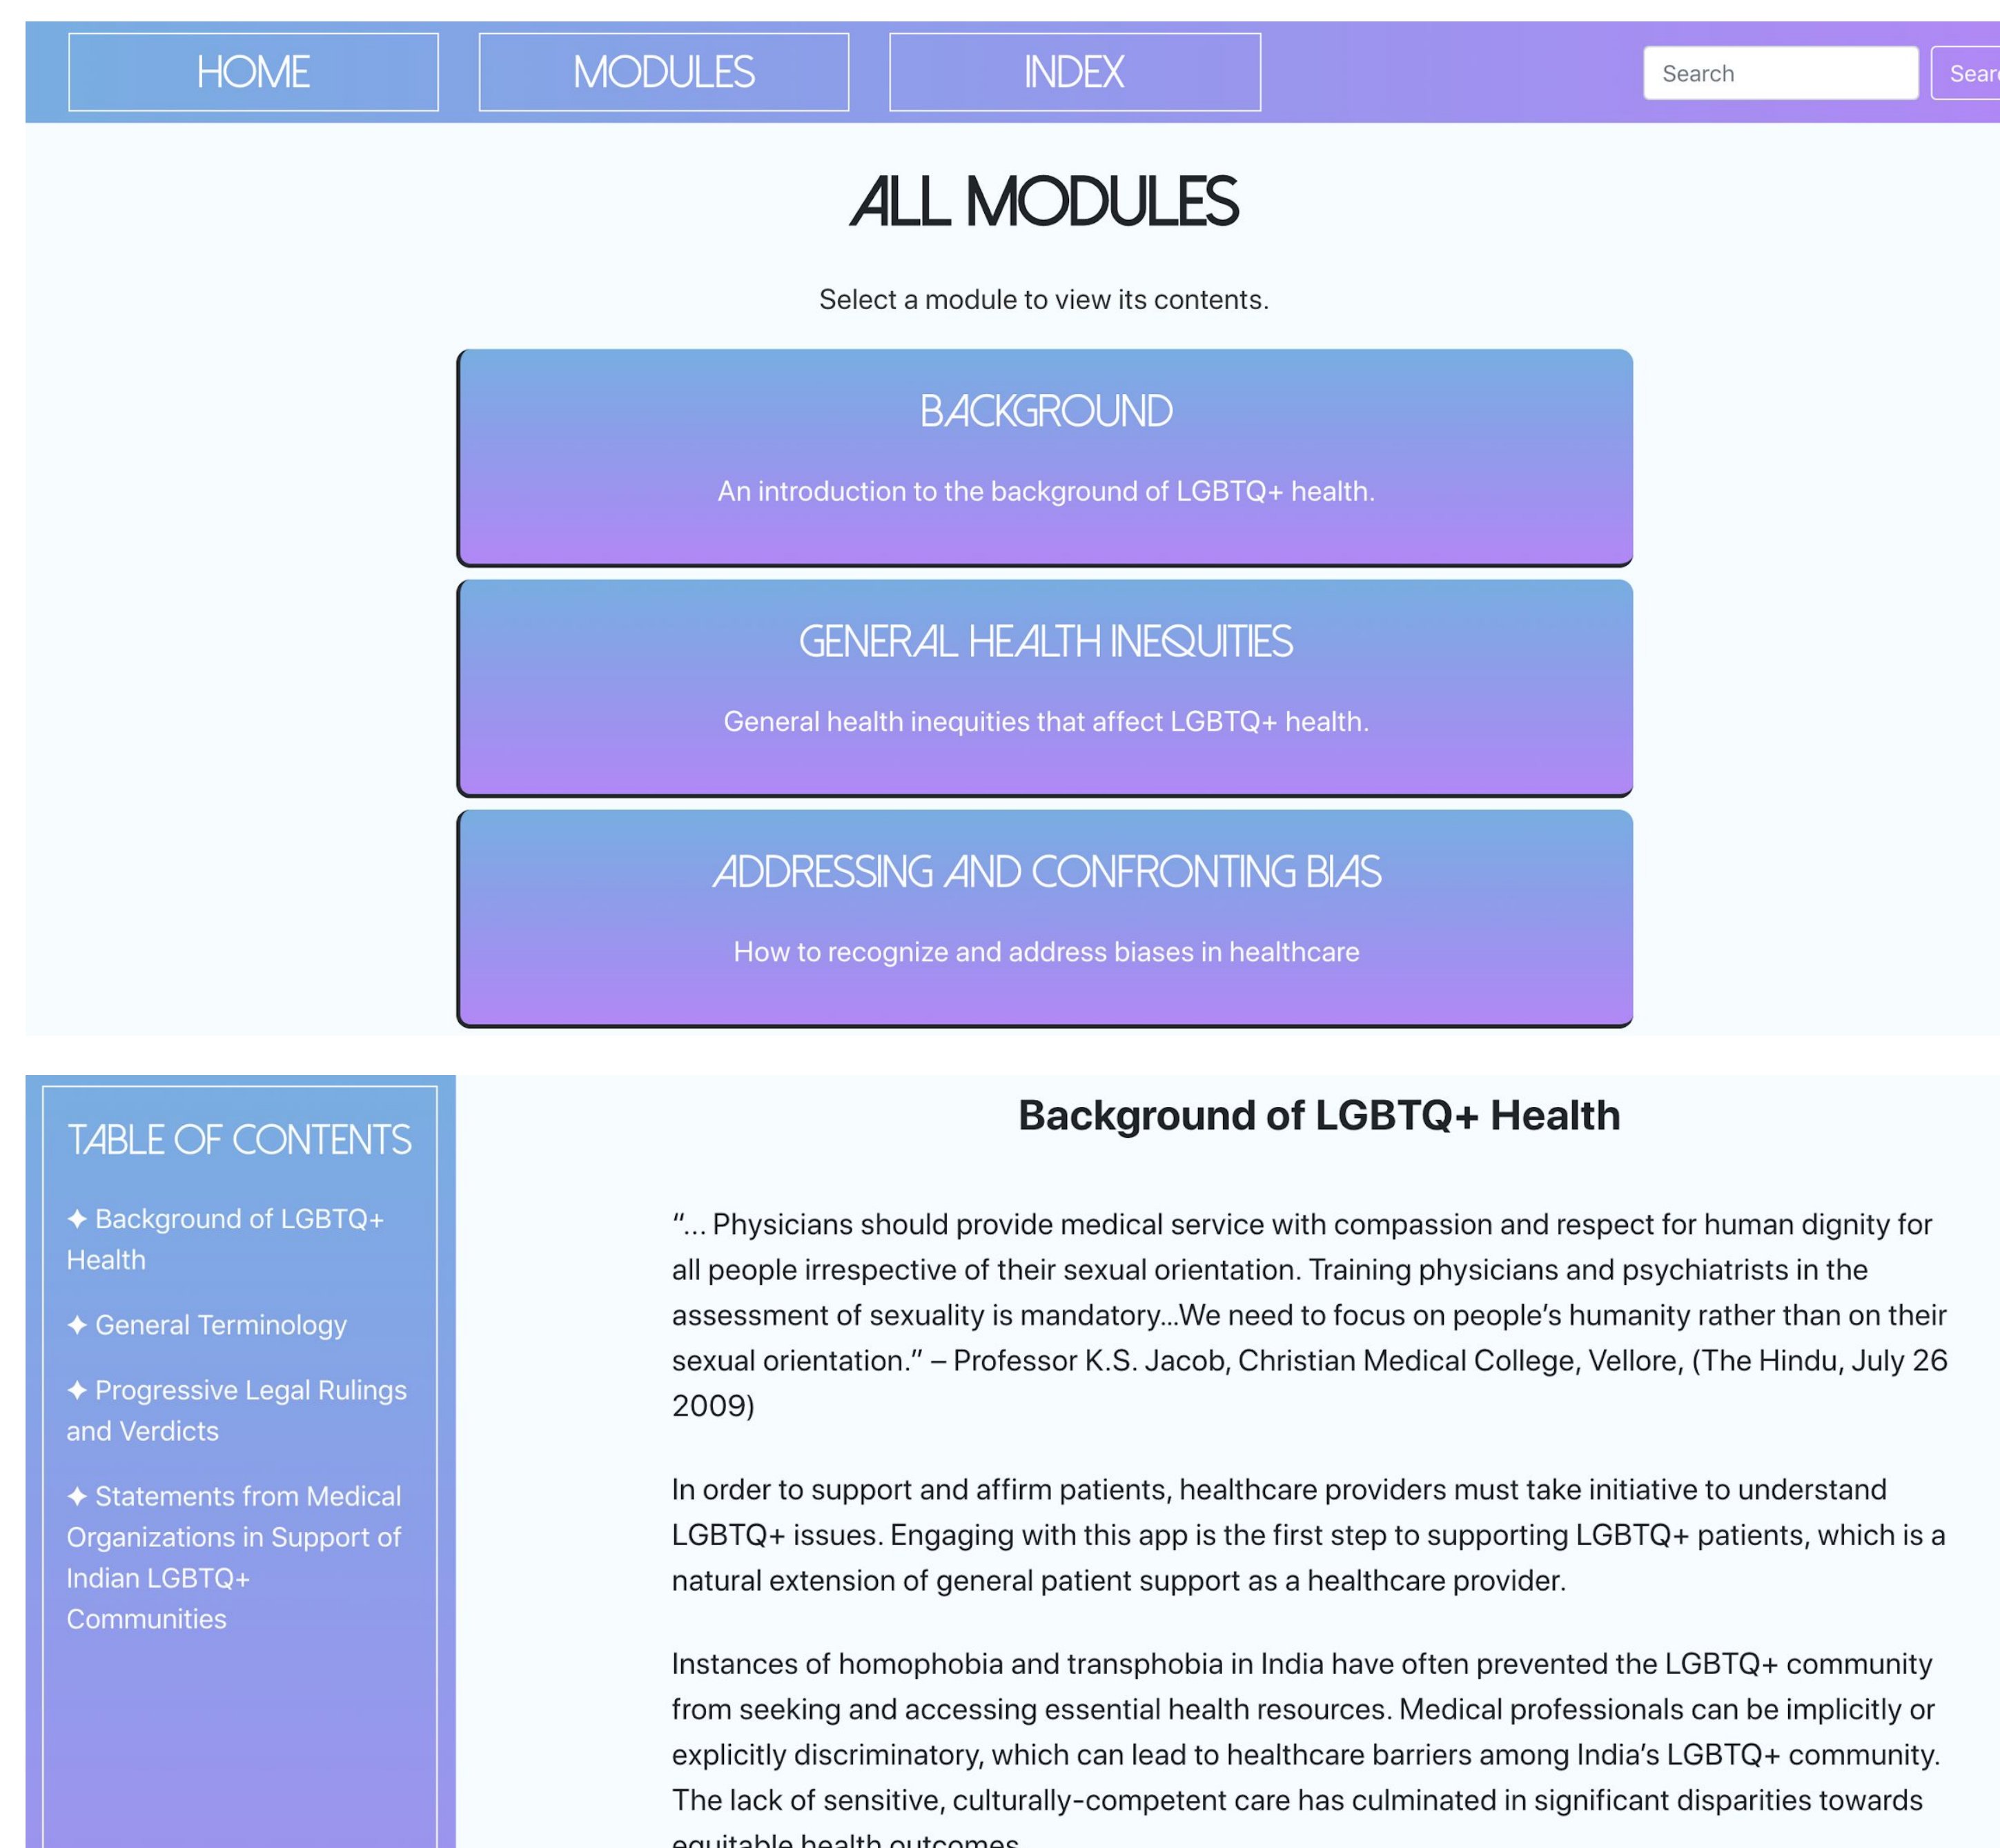 HOME
MODULES
INDEX
Search
ALL MODULES
Select a module to view its contents.
BACKGROUND
An introduction to the background of LGBTQ+ health.
GENERAL HEALTH INEQUITIES
General health inequities that affect LGBTQ+ health.
ADDRESSING AND CONFRONTING BIAS
How to recognize and address biases in healthcare
TABLE OF CONTENTS
✦ Background of LGBTQ+
Health
✦ General Terminology
✦ Progressive Legal Rulings
and Verdicts
✦ Statements from Medical
Organizations in Support of
Indian LGBTQ+
Communities
Background of LGBTQ+ Health
“... Physicians should provide medical service with compassion and respect for human dignity for
all people irrespective of their sexual orientation. Training physicians and psychiatrists in the
assessment of sexuality is mandatory...We need to focus on people’s humanity rather than on their
sexual orientation.” – Professor K.S. Jacob, Christian Medical College, Vellore, (The Hindu, July 26
2009)
In order to support and affirm patients, healthcare providers must take initiative to understand
LGBTQ+ issues. Engaging with this app is the first step to supporting LGBTQ+ patients, which is a
natural extension of general patient support as a healthcare provider.
Instances of homophobia and transphobia in India have often prevented the LGBTQ+ community
from seeking and accessing essential health resources. Medical professionals can be implicitly or
explicitly discriminatory, which can lead to healthcare barriers among India’s LGBTQ+ community.
The lack of sensitive, culturally-competent care has culminated in significant disparities towards
equitable health outcomes